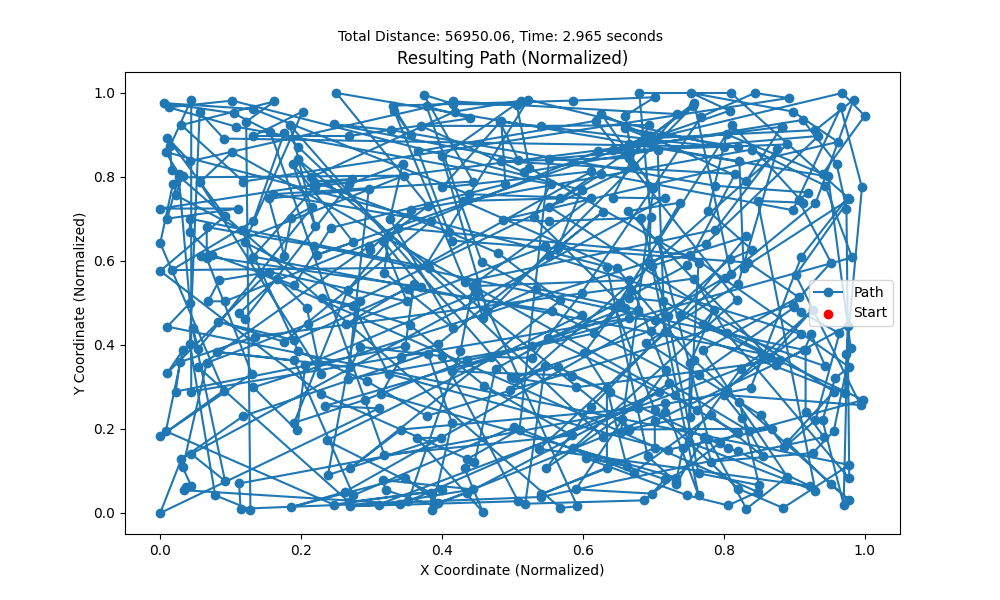 Total Distance: 56950.06, Time: 2.965 seconds
Resulting Path (Normalized)
Y Coordinate (Normalized)
1.0
0.8
0.6
0.4
0.2
0.0
Path
Start
0.0 0.2 0.4 0.6 0.8 1.0
X Coordinate (Normalized)